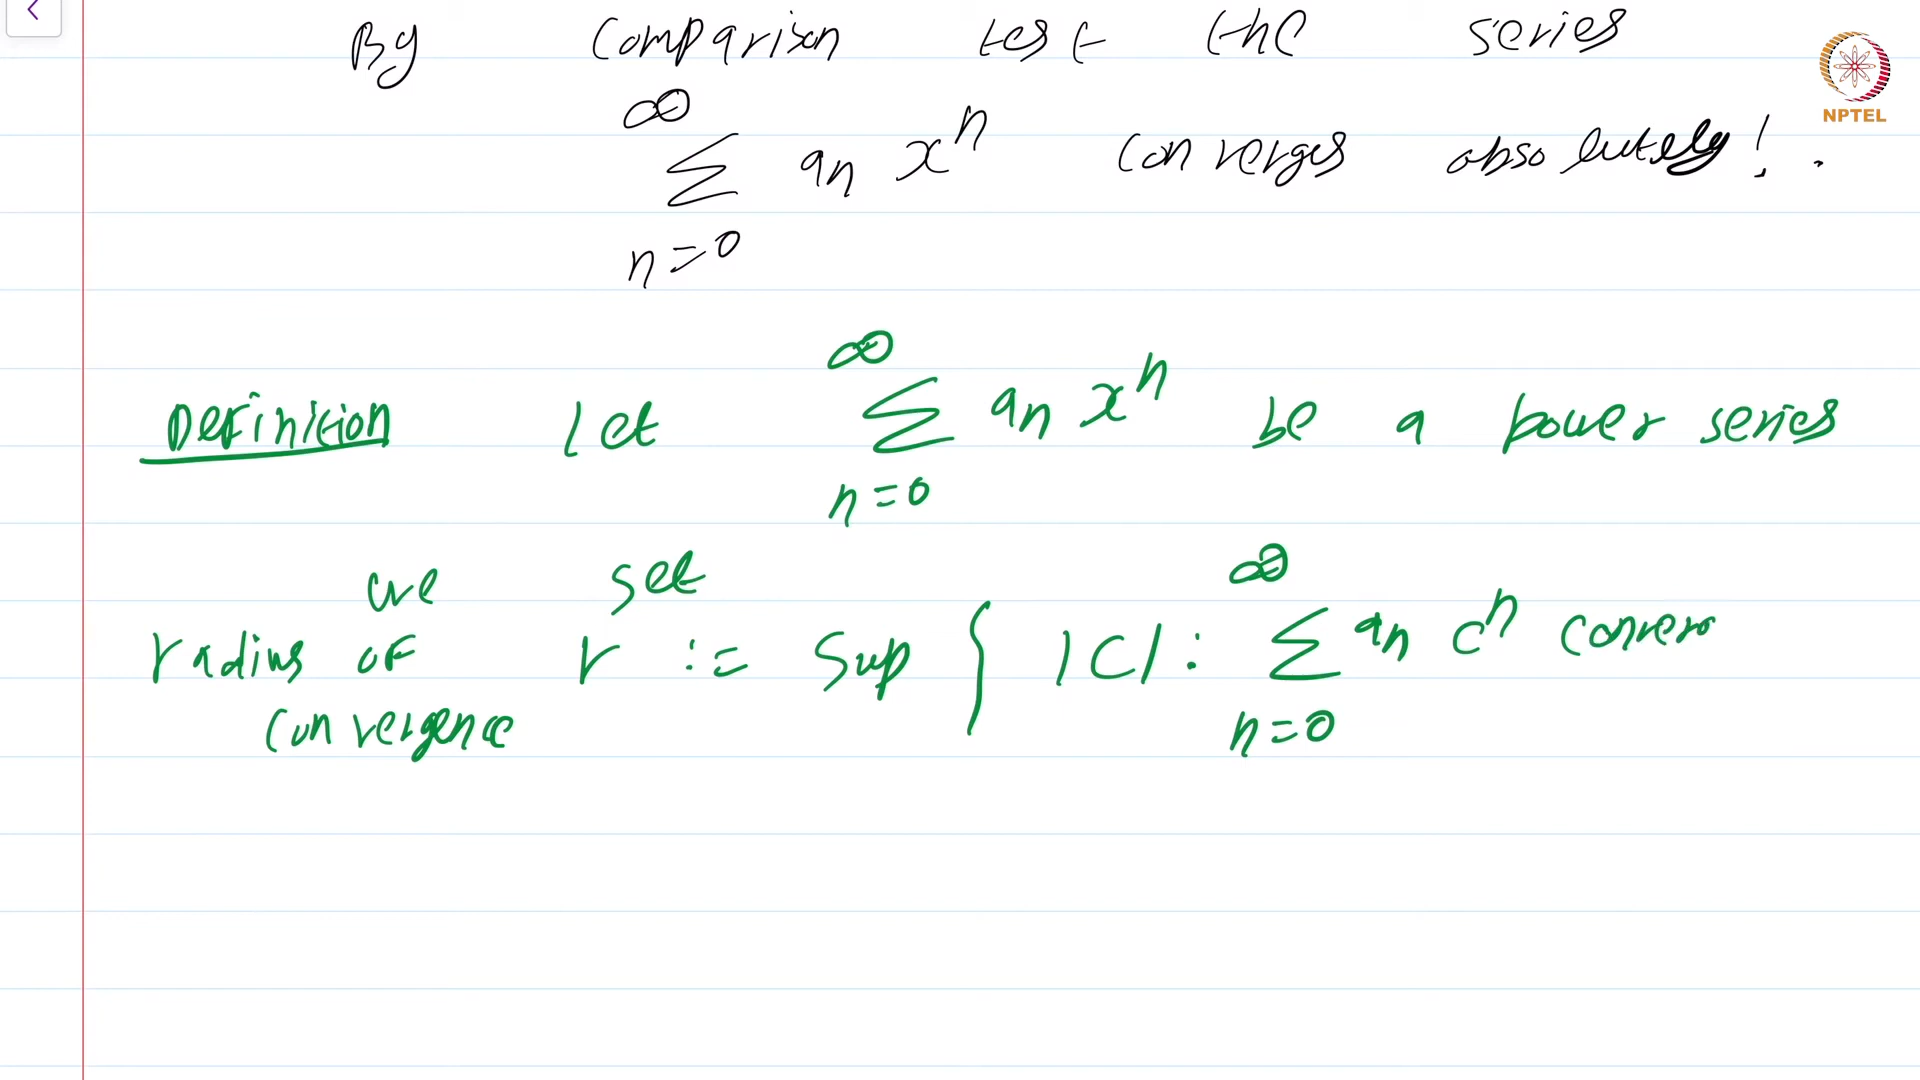 By comparison test the series
NPTEL
∞
Σ aₙ xⁿ converges absolutely!.
n=0
∞
Definition Let Σ aₙ xⁿ be a power series
n=0
we set
∞
radius of r := sup { |c| : Σ aₙ cⁿ conver
n=0
convergence